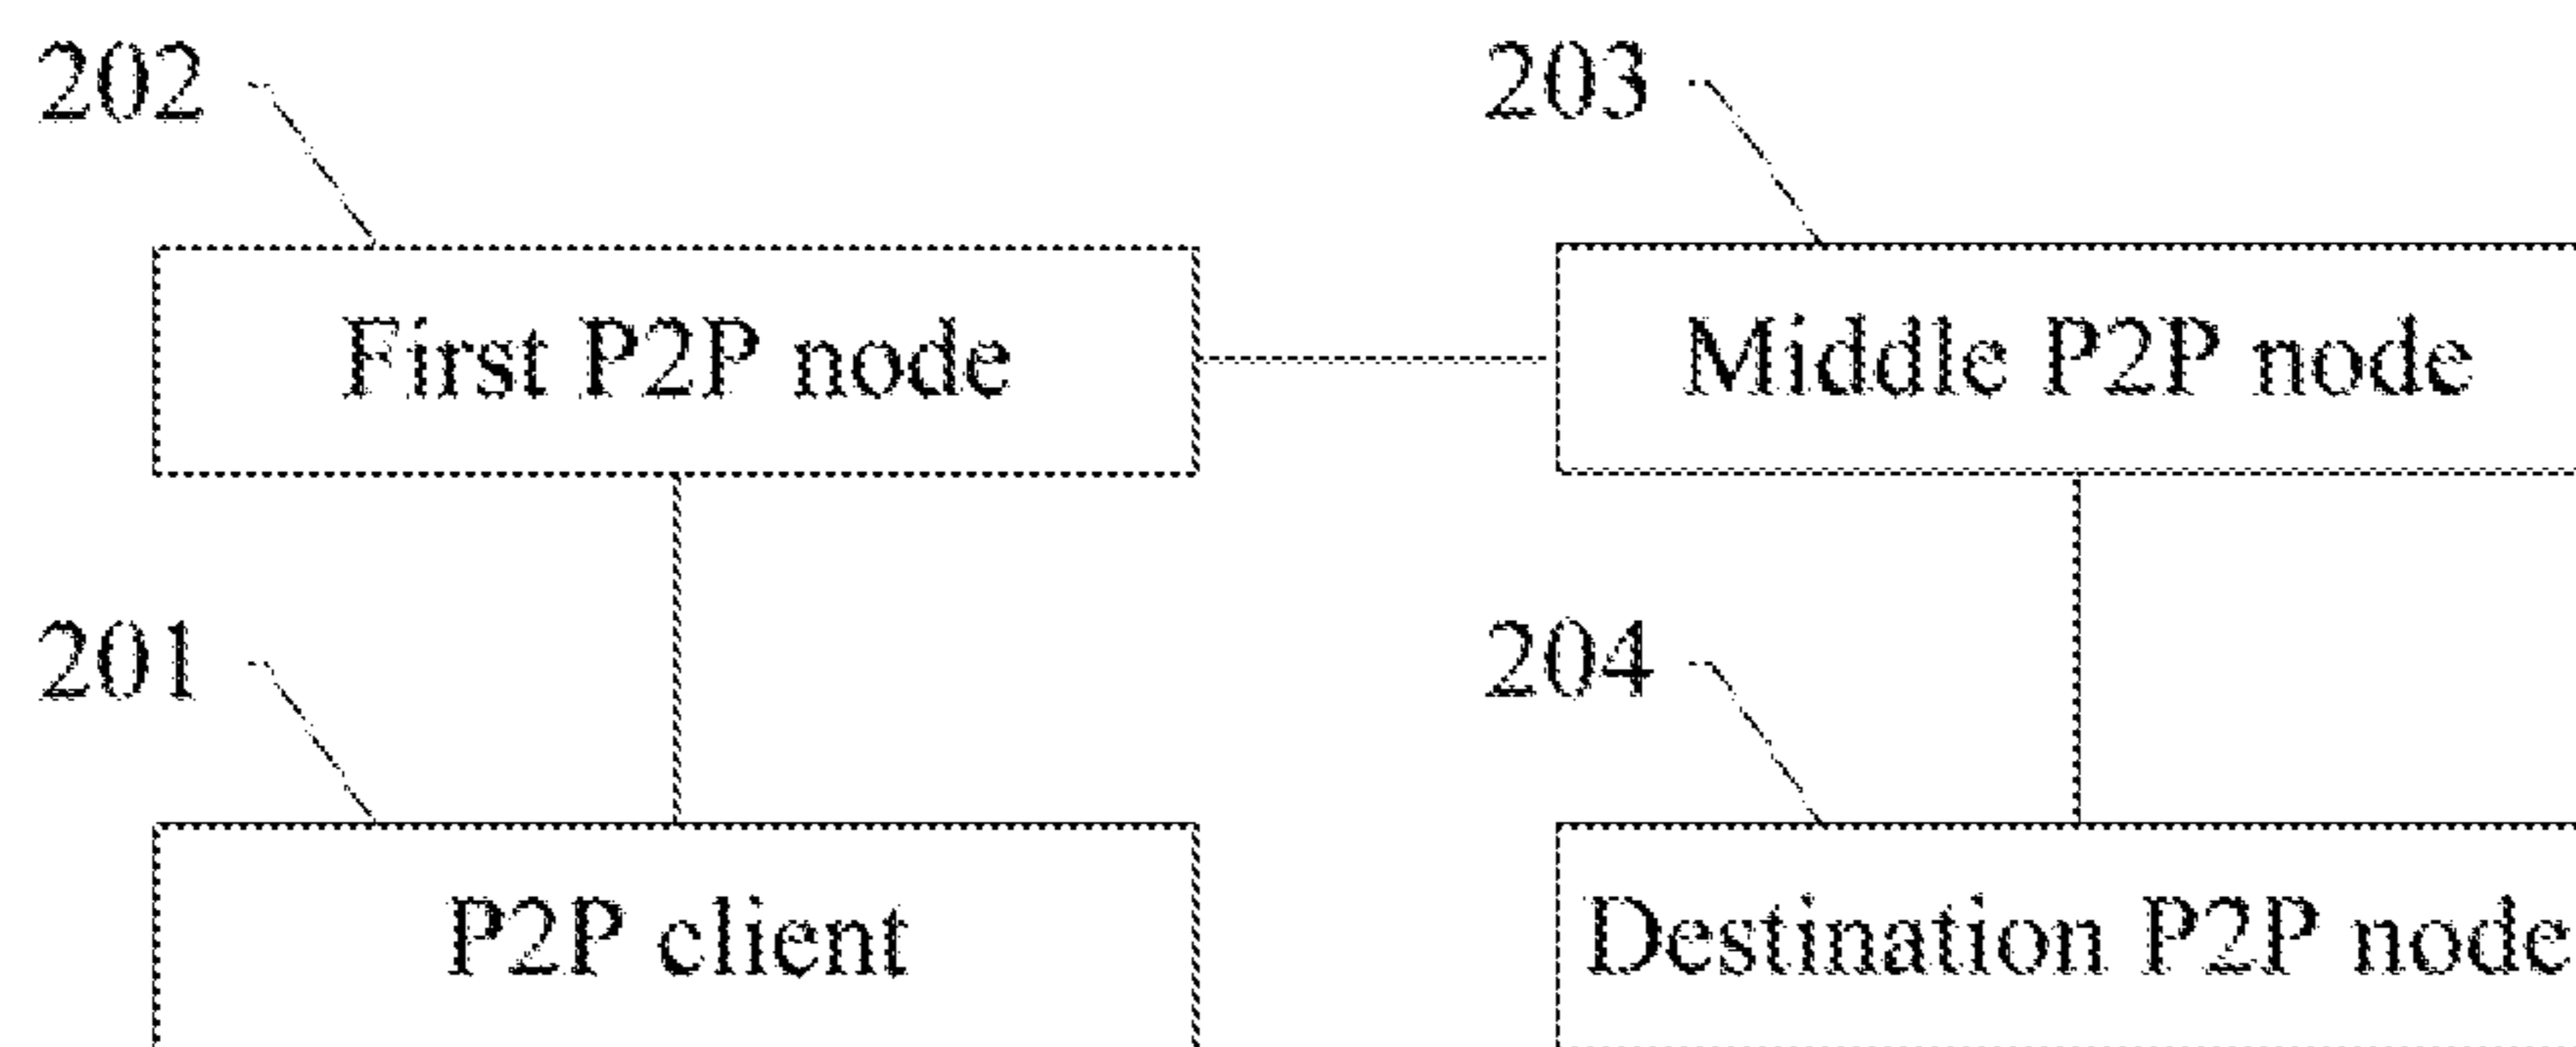 202
203
First P2P node
Middle P2P node
201
204
P2P client
Destination P2P node